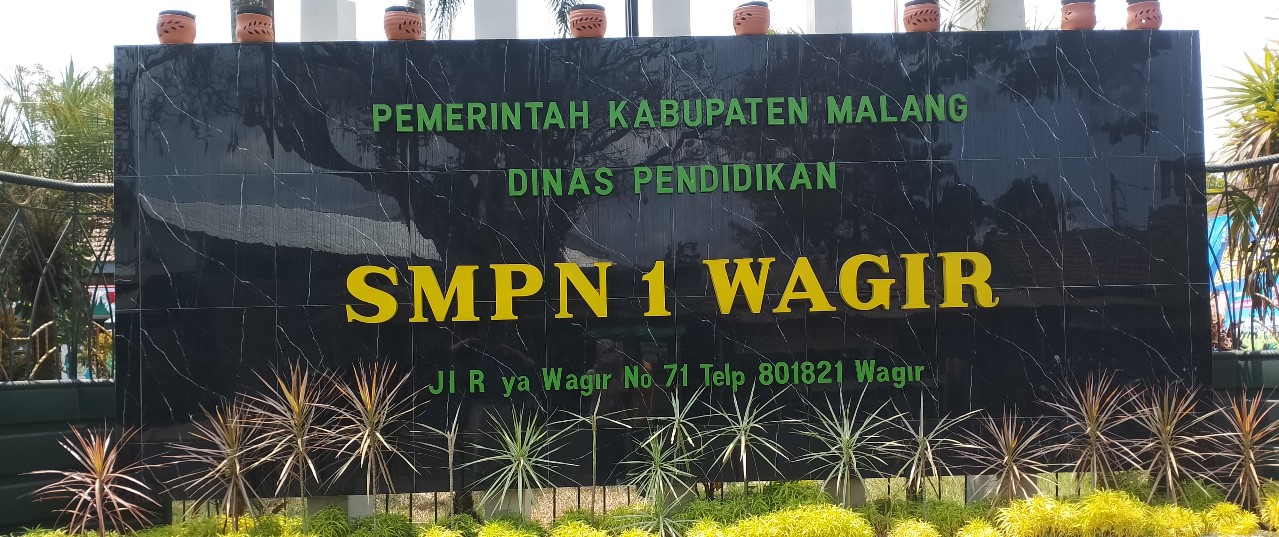 PEMERINTAH KABUPATEN MALANG
DINAS PENDIDIKAN
SMPN 1 WAGIR
Jl R ya Wagir No 71 Telp 801821 Wagir